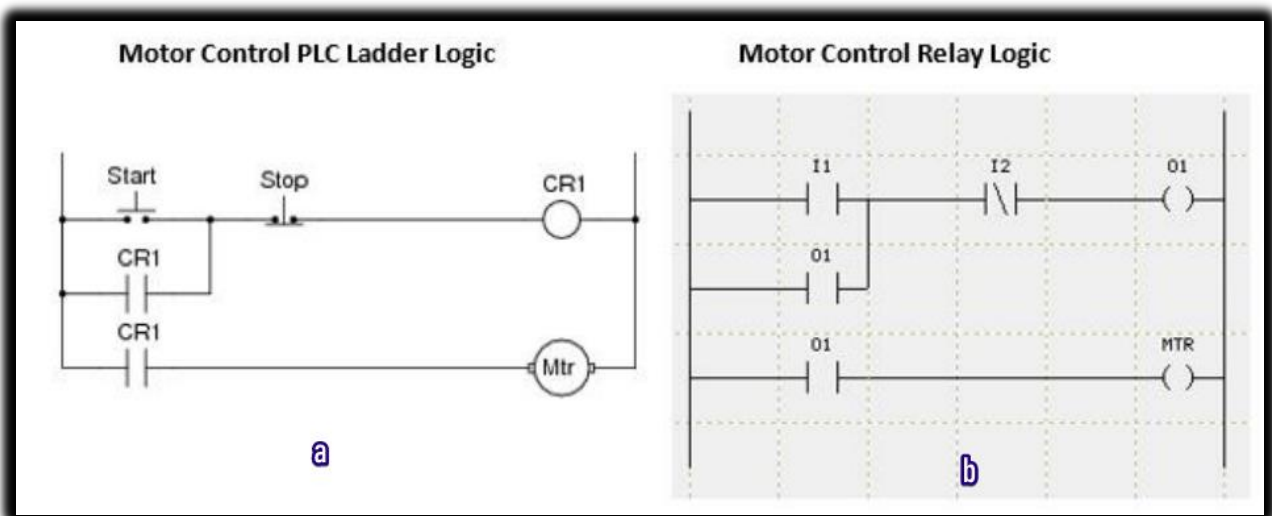 Motor Control PLC Ladder Logic
Motor Control Relay Logic
Start
Stop
CR1
CR1
CR1
Mtr
a
I1
I2
O1
O1
O1
MTR
b